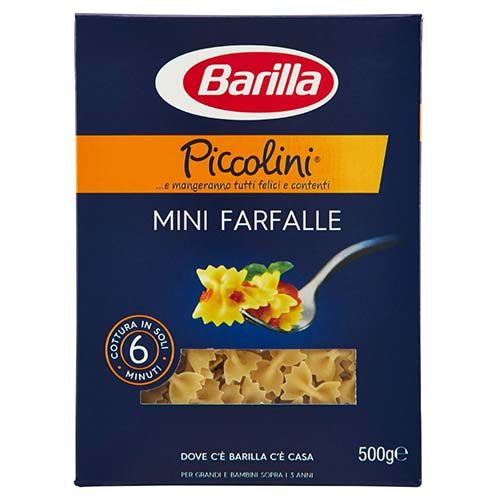 Barilla
Piccolini®
...e mangeranno tutti felici e contenti
MINI FARFALLE
COTTURA IN SOLI
6
MINUTI
DOVE C'È BARILLA C'È CASA
500g℮
PER GRANDI E BAMBINI SOPRA I 3 ANNI